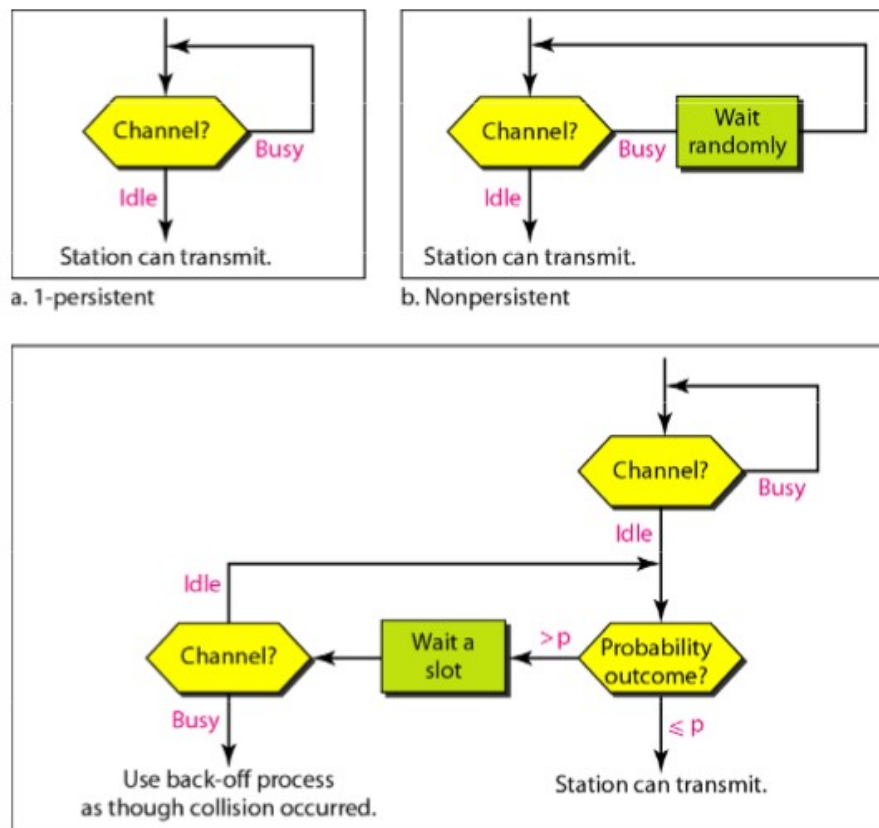 Channel?
Busy
Idle
Station can transmit.
a. 1-persistent
Channel?
Busy
Wait
randomly
Idle
Station can transmit.
b. Nonpersistent
Channel?
Busy
Idle
Idle
Channel?
Wait a
slot
>p
Probability
outcome?
Busy
⩽ p
Use back-off process
as though collision occurred.
Station can transmit.